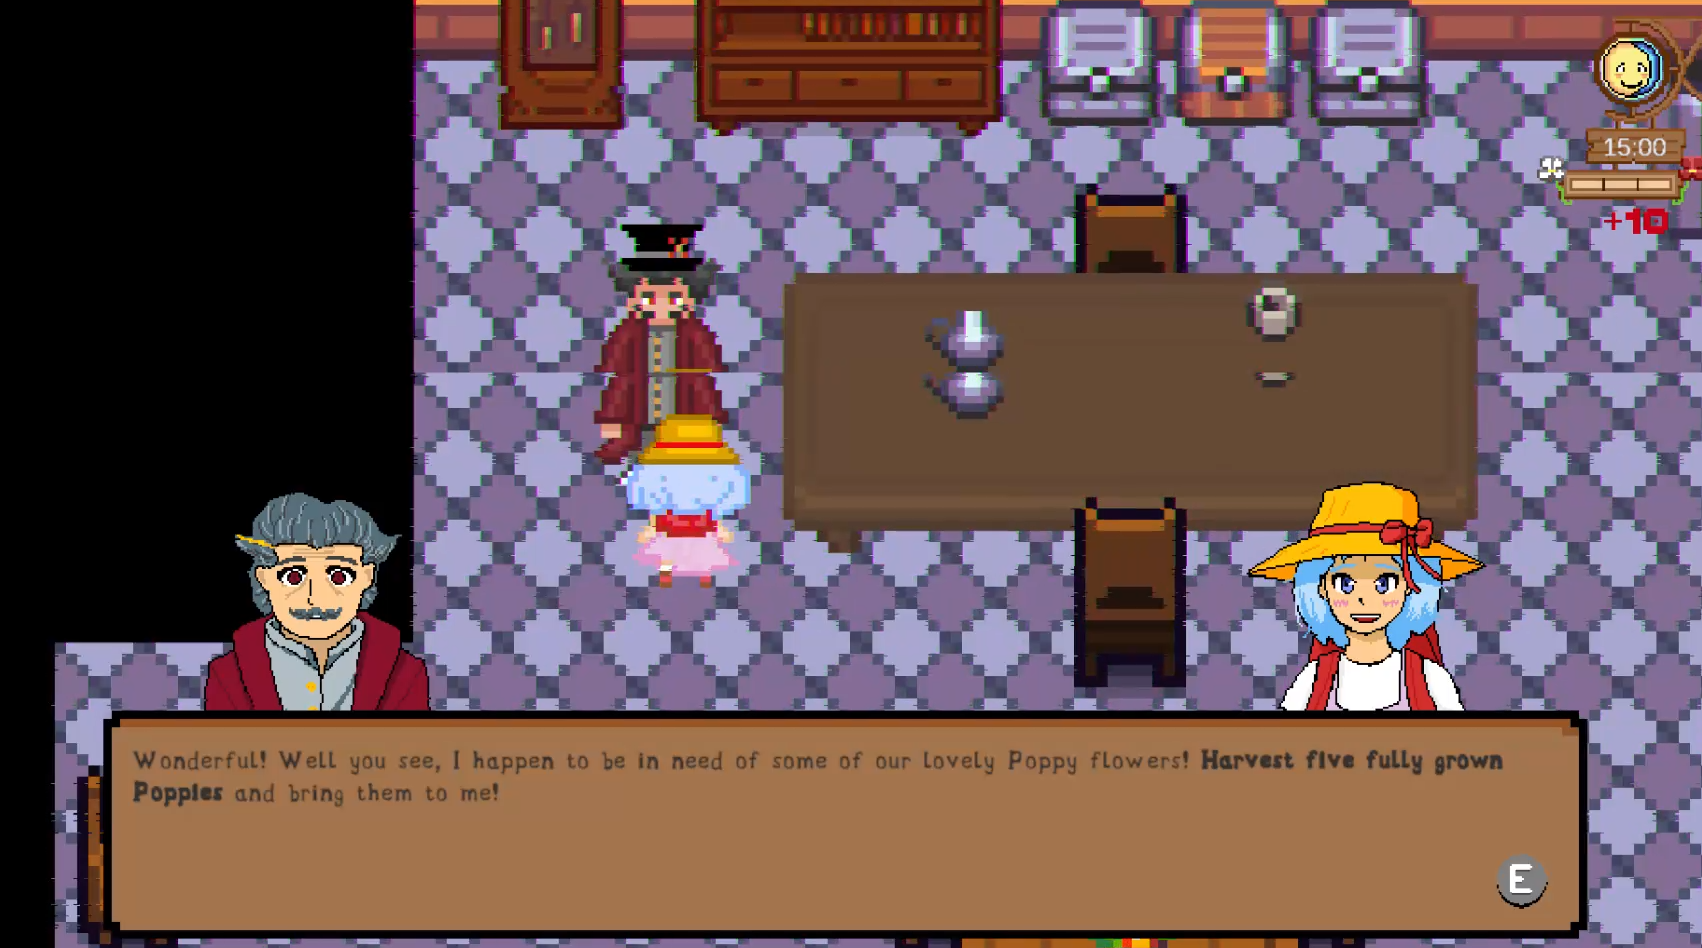 15:00
+10
Wonderful! Well you see, I happen to be in need of some of our lovely Poppy flowers! Harvest five fully grown
Poppies and bring them to me!
E